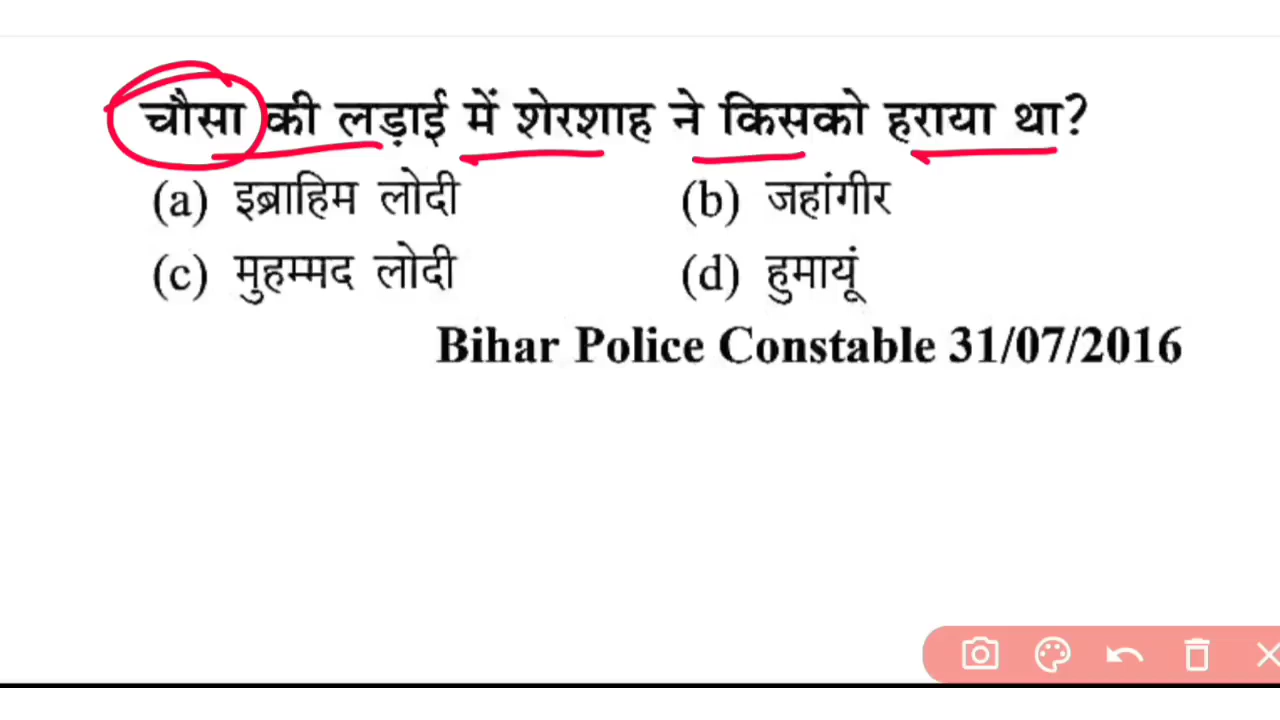 चौसा की लड़ाई में शेरशाह ने किसको हराया था?
(a) इब्राहिम लोदी (b) जहांगीर
(c) मुहम्मद लोदी (d) हुमायूं
Bihar Police Constable 31/07/2016